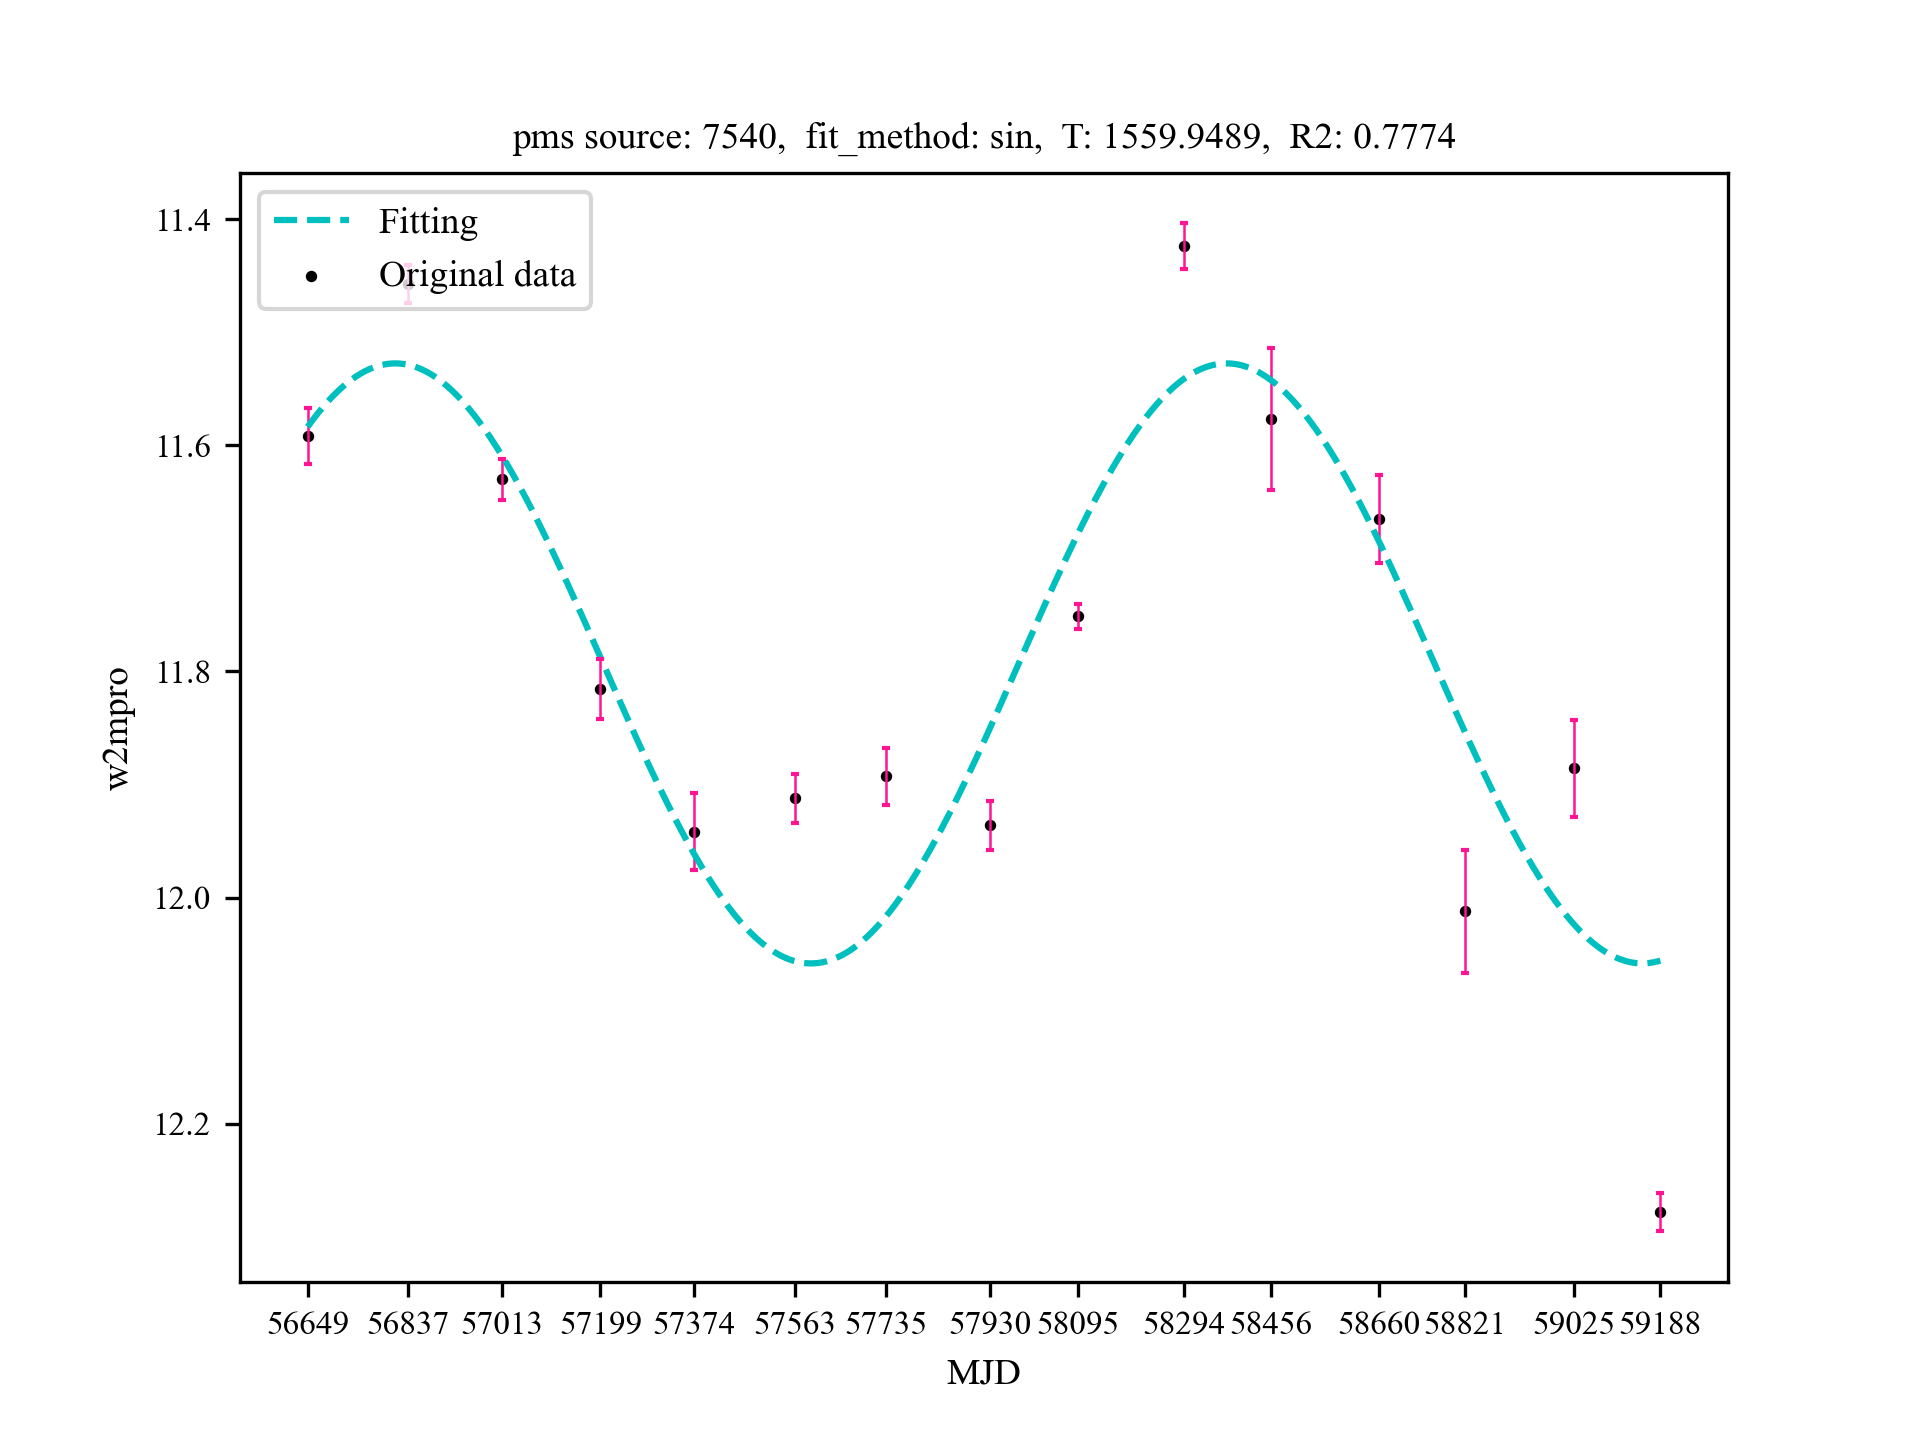 pms source: 7540, fit_method: sin, T: 1559.9489, R2: 0.7774
Fitting
Original data
11.4
11.6
11.8
12.0
12.2
w2mpro
56649 56837 57013 57199 57374 57563 57735 57930 58095 58294 58456 58660 58821 59025 59188
MJD